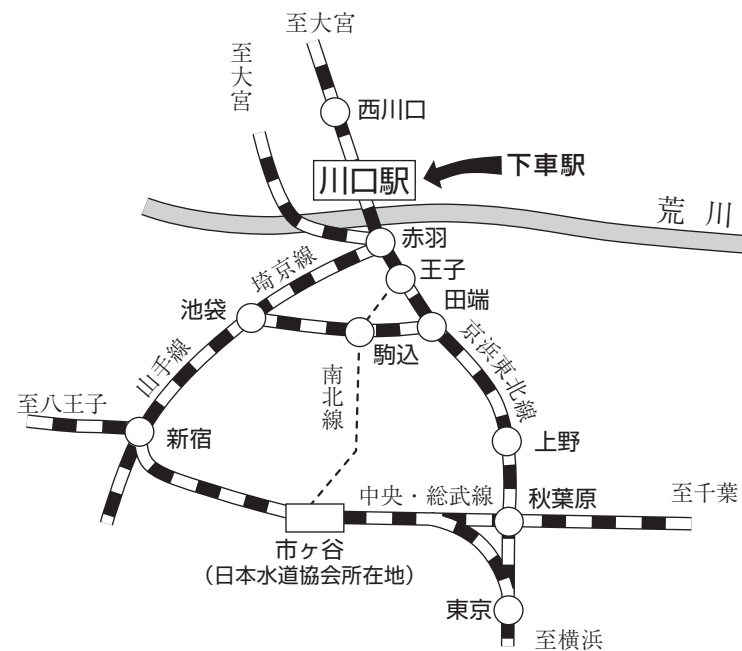 至大宮
至大宮
西川口
川口駅
下車駅
荒川
赤羽
埼京線
王子
池袋
田端
駒込
山手線
南北線
京浜東北線
至八王子
新宿
上野
中央・総武線
秋葉原
至千葉
市ヶ谷
(日本水道協会所在地)
東京
至横浜